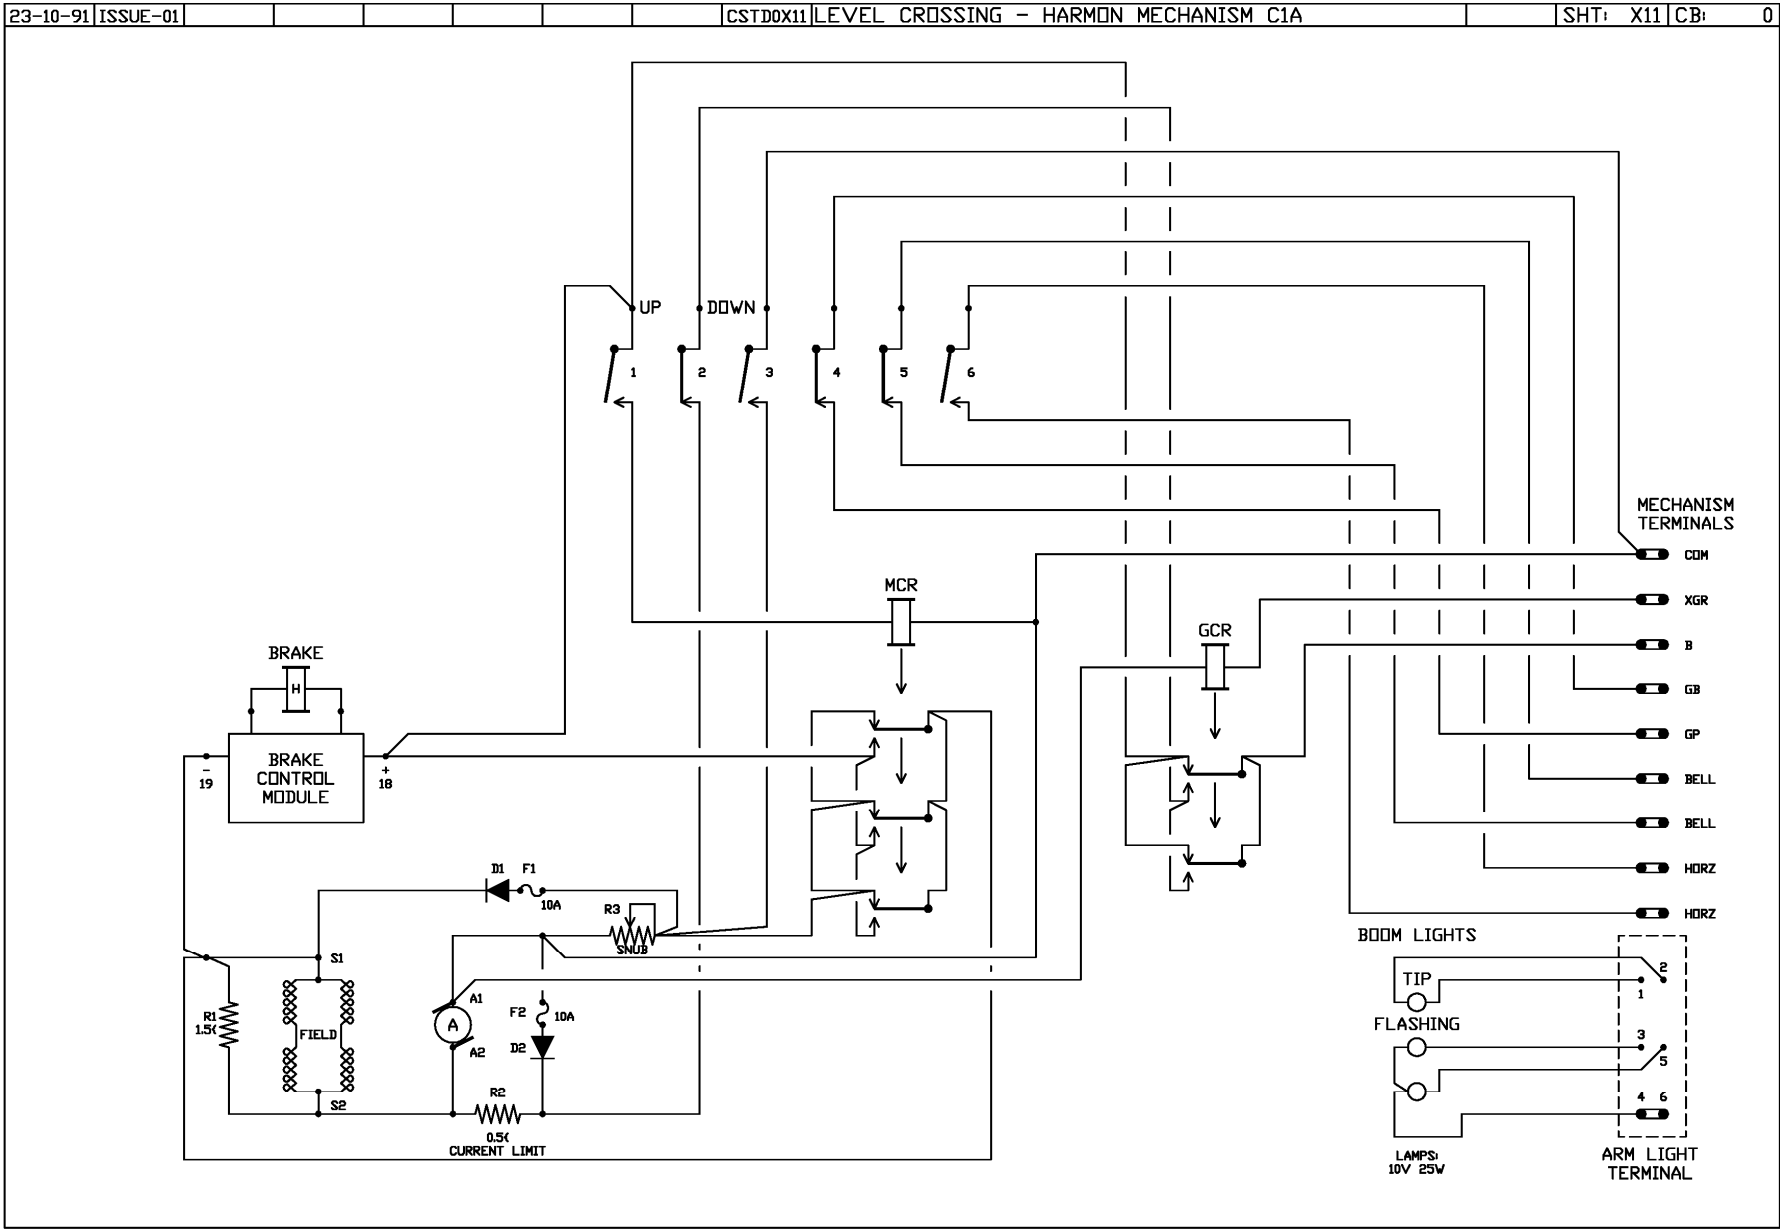 23-10-91 ISSUE-01 CSTD0X11 LEVEL CROSSING - HARMON MECHANISM C1A SHT: X11 CB: 0
UP DOWN
1 2 3 4 5 6
MECHANISM
TERMINALS
COM
MCR
XGR
GCR
B
BRAKE
H
GB
GP
BRAKE
CONTROL
MODULE
-
19
+
18
BELL
BELL
D1 F1
10A
HORZ
R3
SNUB
HORZ
BOOM LIGHTS
S1
TIP
2
1
A1
R1
1.5<
FIELD
A
F2 10A
FLASHING
3
A2
D2
5
S2
R2
4 6
0.5<
CURRENT LIMIT
LAMPS:
10V 25W
ARM LIGHT
TERMINAL